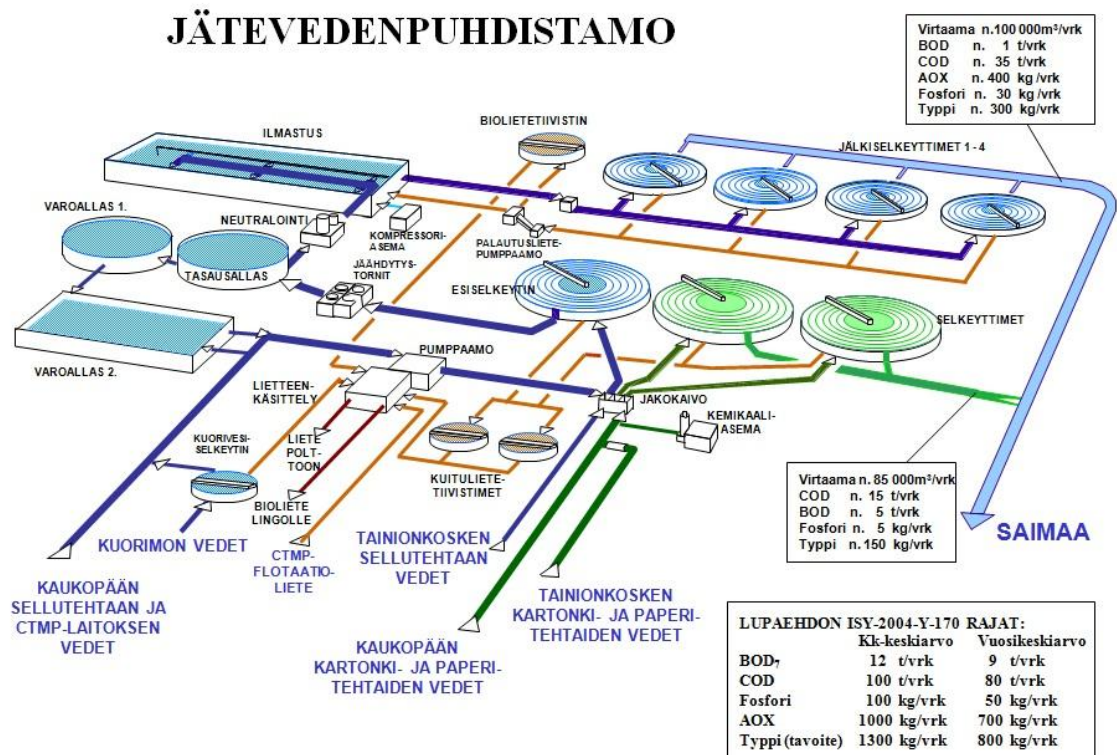 JÄTEVEDENPUHDISTAMO
Virtaama n.100 000m³/vrk
BOD n. 1 t/vrk
COD n. 35 t/vrk
AOX n. 400 kg /vrk
Fosfori n. 30 kg/vrk
Typpi n. 300 kg/vrk
ILMASTUS
BIOLIETETIIVISTIN
JÄLKISELKEYTTIMET 1 - 4
VAROALLAS 1.
NEUTRALOINTI
KOMPRESSORI-
ASEMA
PALAUTUSLIETE-
PUMPPAAMO
TASAUSALLAS
JÄÄHDYTYS-
TORNIT
ESISELKEYTIN
SELKEYTTIMET
VAROALLAS 2.
PUMPPAAMO
LIETTEEN-
KÄSITTELY
JAKOKAIVO
KEMIKAALI-
ASEMA
KUORIVESI-
SELKEYTIN
LIETE
POLT-
TOON
KUITULIETE-
TIIVISTIMET
BIOLIETE
LINGOLLE
Virtaama n. 85 000m³/vrk
COD n. 15 t/vrk
BOD n. 5 t/vrk
Fosfori n. 5 kg/vrk
Typpi n. 150 kg/vrk
SAIMAA
KUORIMON VEDET
CTMP-
FLOTAATIO-
LIETE
TAINIONKOSKEN
SELLUTEHTAAN
VEDET
KAUKOPÄÄN
SELLUTEHTAAN JA
CTMP-LAITOKSEN
VEDET
TAINIONKOSKEN
KARTONKI- JA PAPERI-
TEHTAIDEN VEDET
KAUKOPÄÄN
KARTONKI- JA PAPERI-
TEHTAIDEN VEDET
LUPAEHDON ISY-2004-Y-170 RAJAT:
Kk-keskiarvo Vuosikeskiarvo
BOD₇ 12 t/vrk 9 t/vrk
COD 100 t/vrk 80 t/vrk
Fosfori 100 kg/vrk 50 kg/vrk
AOX 1000 kg/vrk 700 kg/vrk
Typpi (tavoite) 1300 kg/vrk 800 kg/vrk